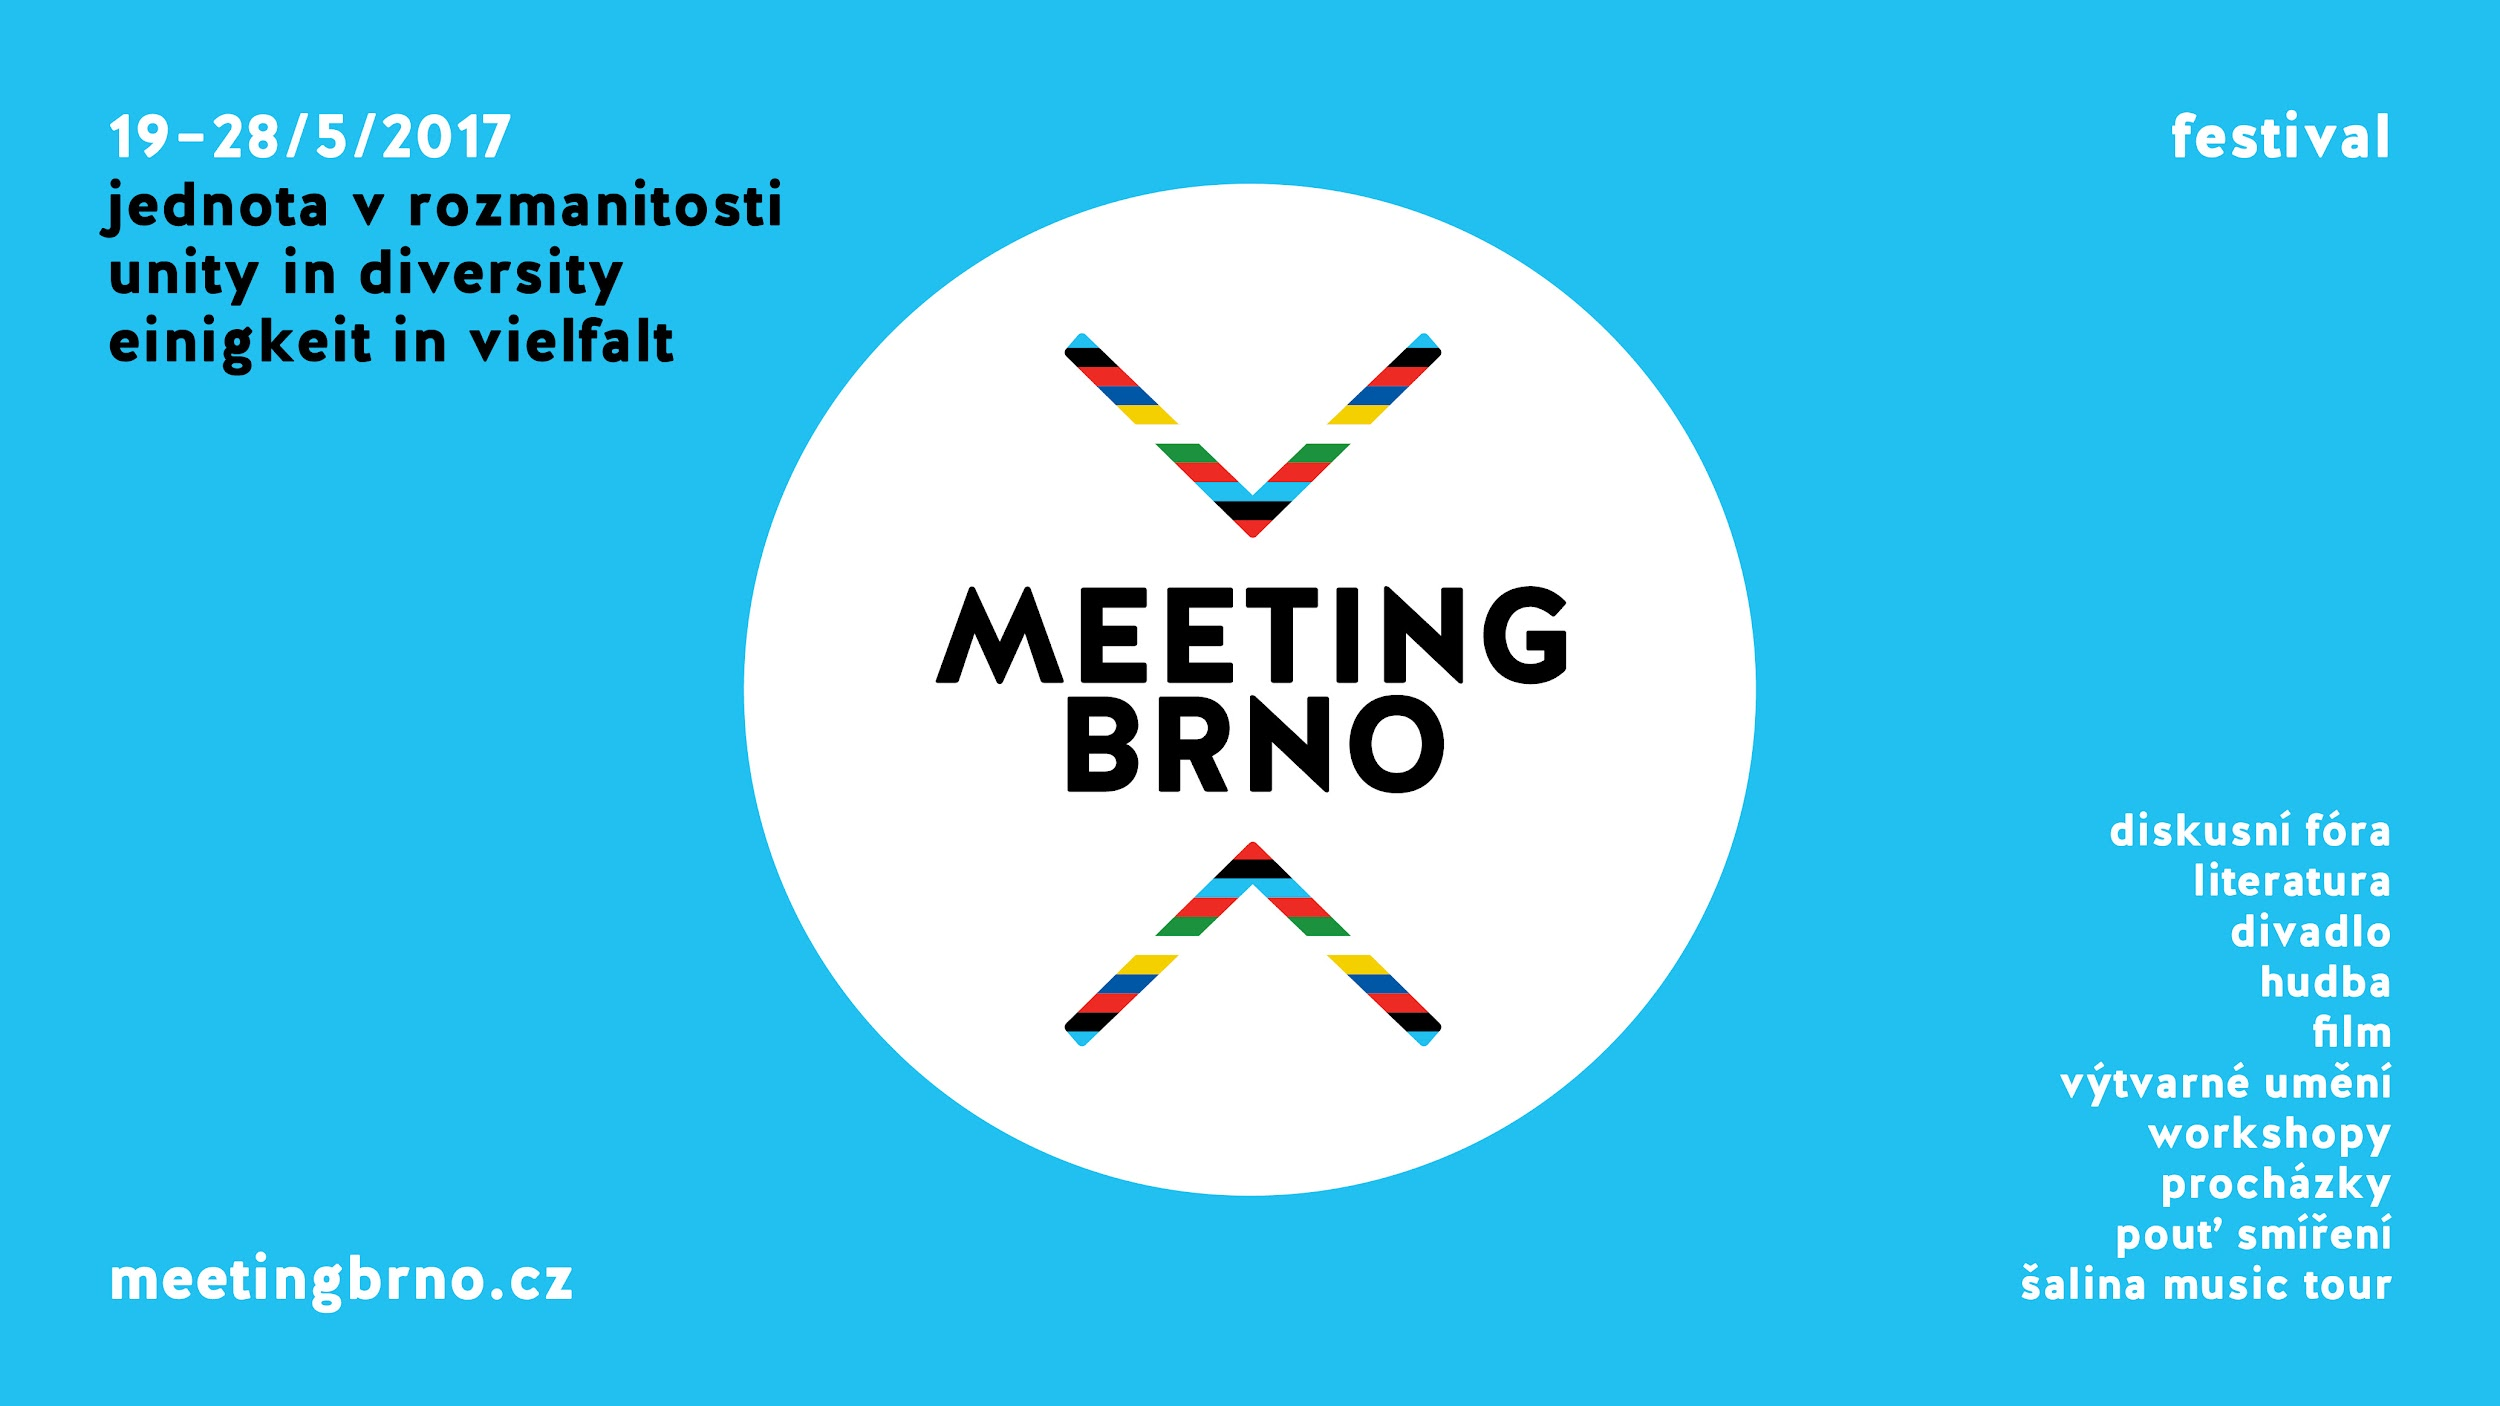 19–28/5/2017
jednota v rozmanitosti
unity in diversity
einigkeit in vielfalt
festival
MEETING
BRNO
diskusní fóra
literatura
divadlo
hudba
film
výtvarné umění
workshopy
procházky
pouť smíření
šalina music tour
meetingbrno.cz